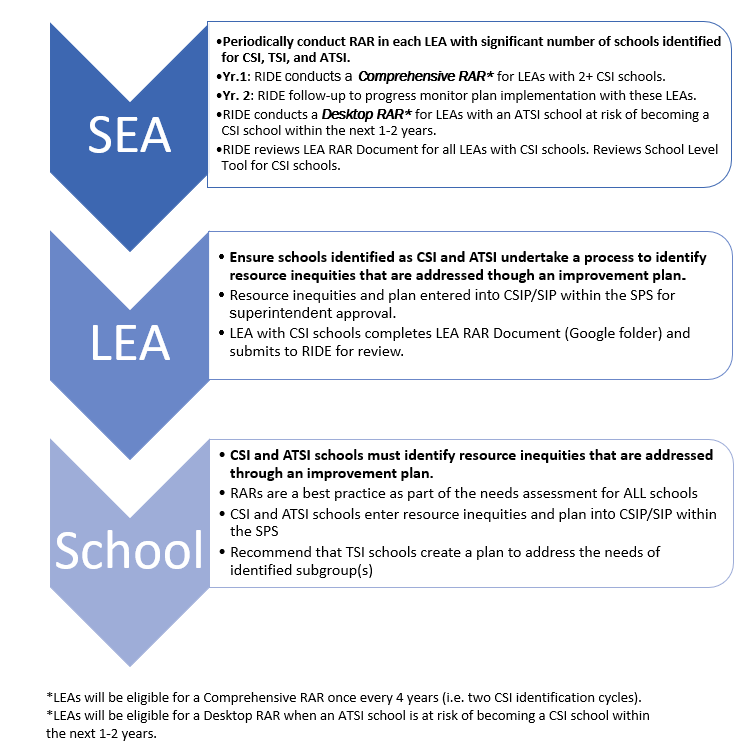 SEA
•Periodically conduct RAR in each LEA with significant number of schools identified
for CSI, TSI, and ATSI.
•Yr.1: RIDE conducts a Comprehensive RAR* for LEAs with 2+ CSI schools.
•Yr. 2: RIDE follow-up to progress monitor plan implementation with these LEAs.
•RIDE conducts a Desktop RAR* for LEAs with an ATSI school at risk of becoming a
CSI school within the next 1-2 years.
•RIDE reviews LEA RAR Document for all LEAs with CSI schools. Reviews School Level
Tool for CSI schools.
LEA
• Ensure schools identified as CSI and ATSI undertake a process to identify
resource inequities that are addressed though an improvement plan.
• Resource inequities and plan entered into CSIP/SIP within the SPS for
superintendent approval.
• LEA with CSI schools completes LEA RAR Document (Google folder) and
submits to RIDE for review.
School
• CSI and ATSI schools must identify resource inequities that are addressed
through an improvement plan.
• RARs are a best practice as part of the needs assessment for ALL schools
• CSI and ATSI schools enter resource inequities and plan into CSIP/SIP within
the SPS
• Recommend that TSI schools create a plan to address the needs of
identified subgroup(s)
*LEAs will be eligible for a Comprehensive RAR once every 4 years (i.e. two CSI identification cycles).
*LEAs will be eligible for a Desktop RAR when an ATSI school is at risk of becoming a CSI school within
the next 1-2 years.